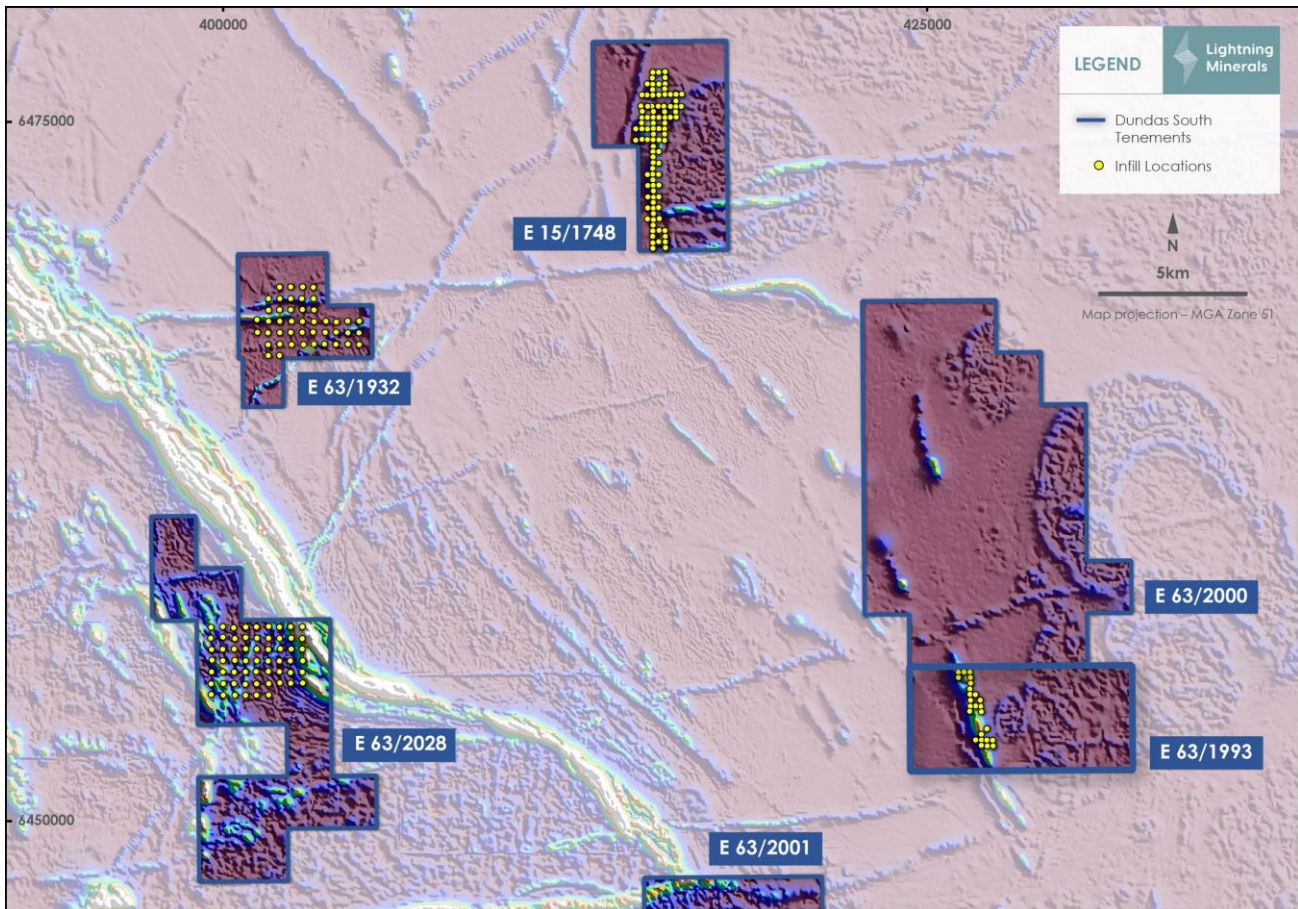 400000
425000
LEGEND
Lightning
Minerals
Dundas South
Tenements
Infill Locations
6475000
N
5km
Map projection – MGA Zone 51
E 15/1748
E 63/1932
E 63/2000
E 63/2028
E 63/1993
6450000
E 63/2001